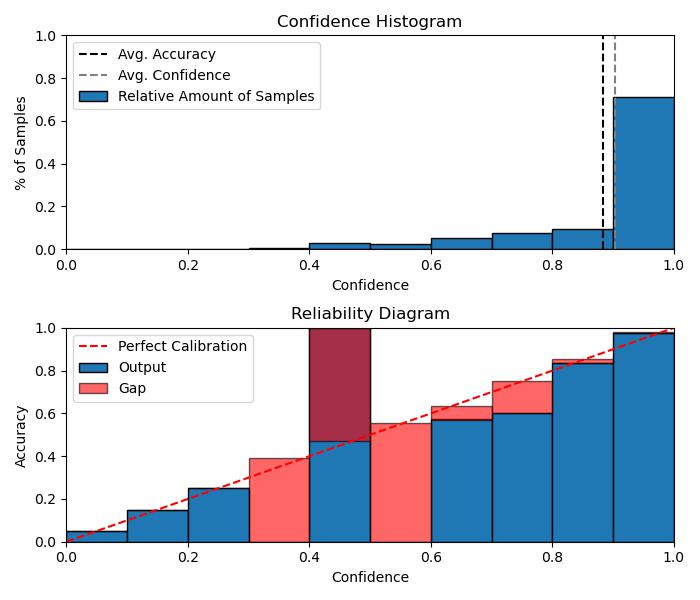 Confidence Histogram
1.0
0.8
0.6
0.4
0.2
0.0
% of Samples
Avg. Accuracy
Avg. Confidence
Relative Amount of Samples
0.0 0.2 0.4 0.6 0.8 1.0
Confidence
Reliability Diagram
1.0
0.8
0.6
0.4
0.2
0.0
Accuracy
Perfect Calibration
Output
Gap
0.0 0.2 0.4 0.6 0.8 1.0
Confidence